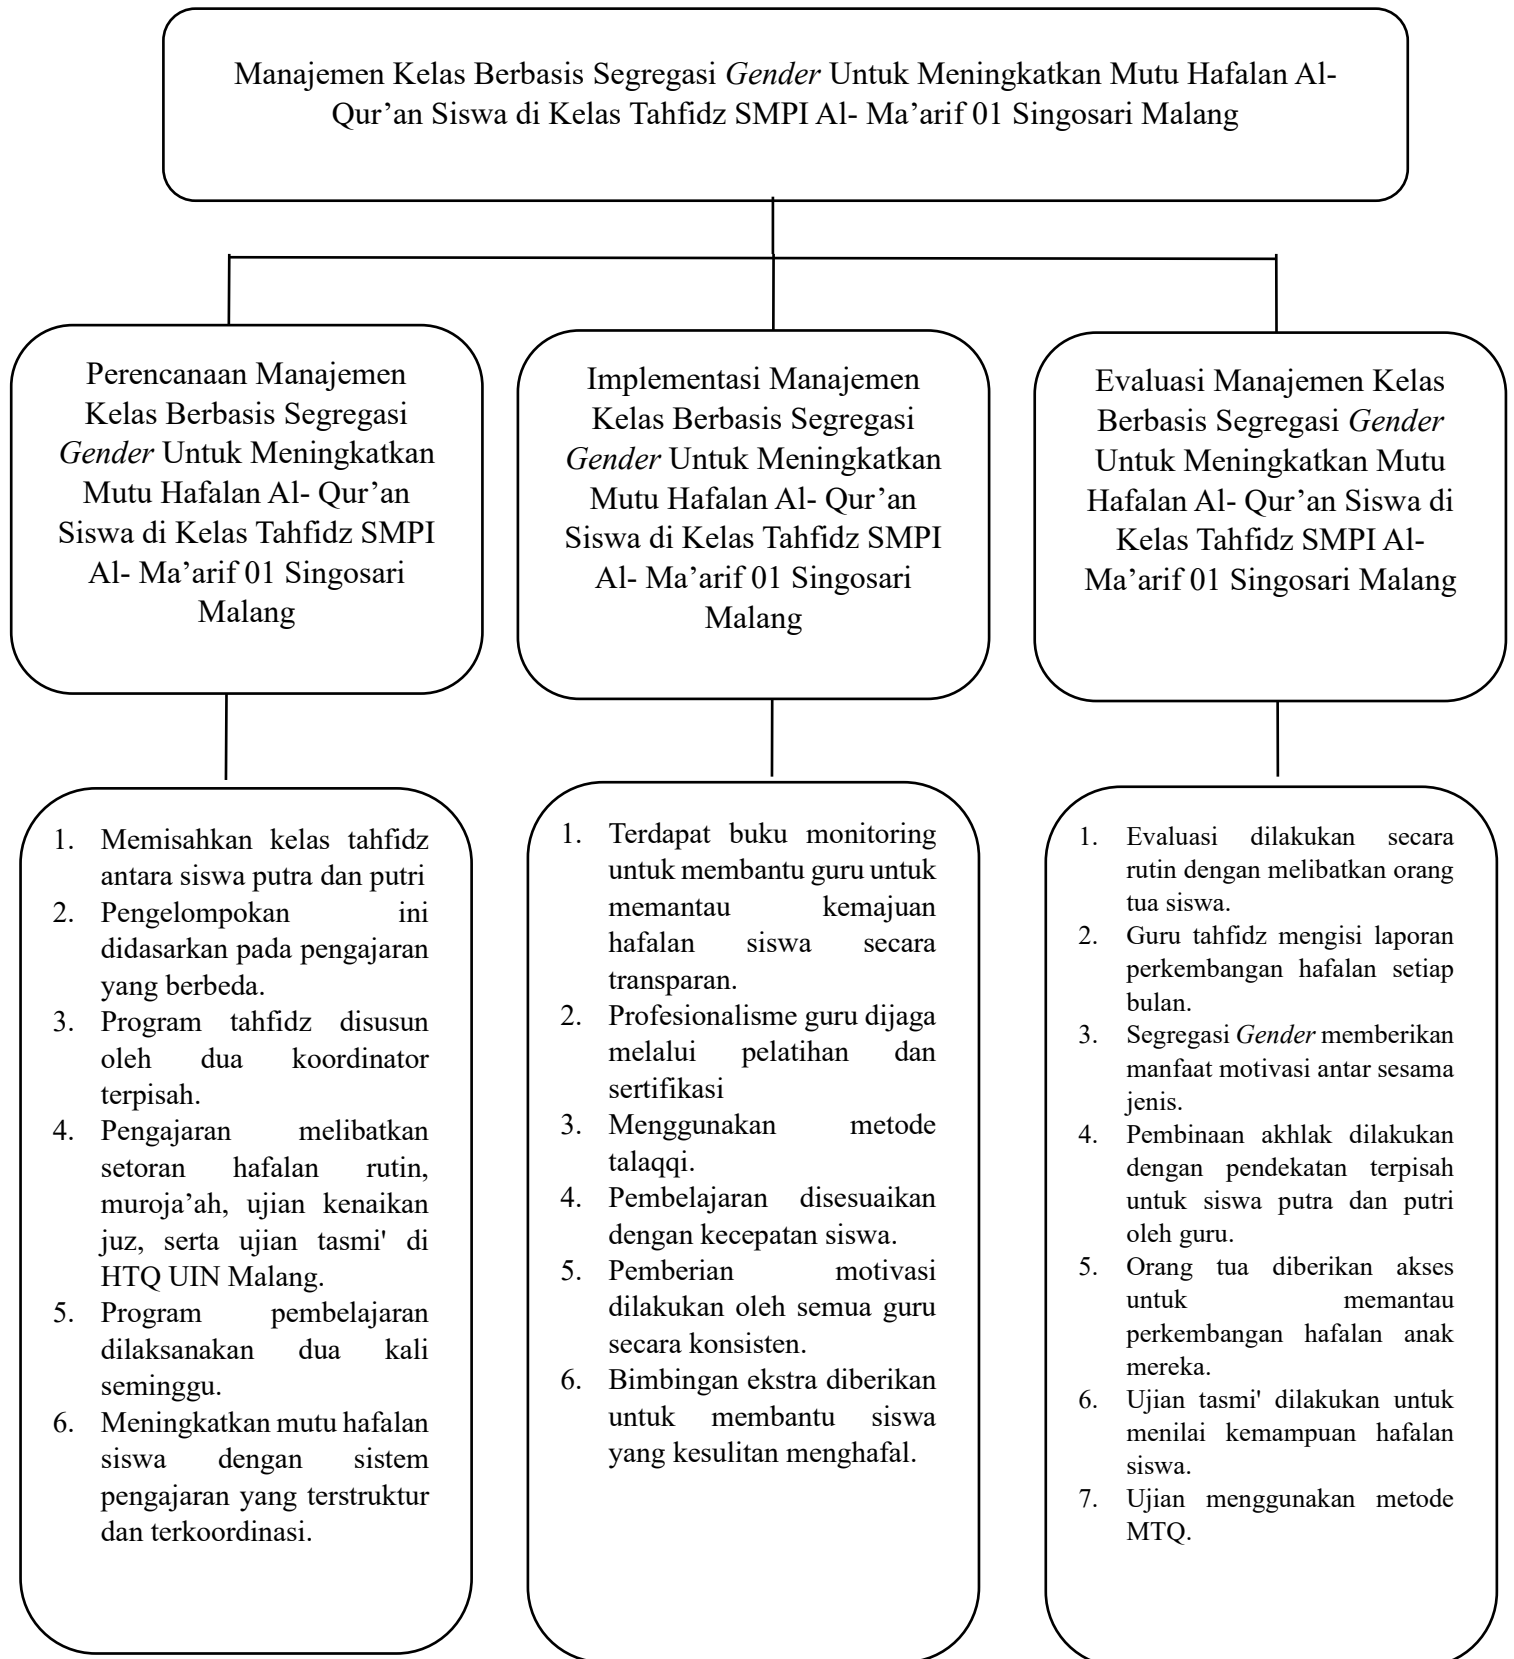 Manajemen Kelas Berbasis Segregasi Gender Untuk Meningkatkan Mutu Hafalan Al-
Qur’an Siswa di Kelas Tahfidz SMPI Al- Ma’arif 01 Singosari Malang
Perencanaan Manajemen
Kelas Berbasis Segregasi
Gender Untuk Meningkatkan
Mutu Hafalan Al- Qur’an
Siswa di Kelas Tahfidz SMPI
Al- Ma’arif 01 Singosari
Malang
Implementasi Manajemen
Kelas Berbasis Segregasi
Gender Untuk Meningkatkan
Mutu Hafalan Al- Qur’an
Siswa di Kelas Tahfidz SMPI
Al- Ma’arif 01 Singosari
Malang
Evaluasi Manajemen Kelas
Berbasis Segregasi Gender
Untuk Meningkatkan Mutu
Hafalan Al- Qur’an Siswa di
Kelas Tahfidz SMPI Al-
Ma’arif 01 Singosari Malang
1. Memisahkan kelas tahfidz
antara siswa putra dan putri
2. Pengelompokan ini
didasarkan pada pengajaran
yang berbeda.
3. Program tahfidz disusun
oleh dua koordinator
terpisah.
4. Pengajaran melibatkan
setoran hafalan rutin,
muroja’ah, ujian kenaikan
juz, serta ujian tasmi' di
HTQ UIN Malang.
5. Program pembelajaran
dilaksanakan dua kali
seminggu.
6. Meningkatkan mutu hafalan
siswa dengan sistem
pengajaran yang terstruktur
dan terkoordinasi.
1. Terdapat buku monitoring
untuk membantu guru untuk
memantau kemajuan
hafalan siswa secara
transparan.
2. Profesionalisme guru dijaga
melalui pelatihan dan
sertifikasi
3. Menggunakan metode
talaqqi.
4. Pembelajaran disesuaikan
dengan kecepatan siswa.
5. Pemberian motivasi
dilakukan oleh semua guru
secara konsisten.
6. Bimbingan ekstra diberikan
untuk membantu siswa
yang kesulitan menghafal.
1. Evaluasi dilakukan secara
rutin dengan melibatkan orang
tua siswa.
2. Guru tahfidz mengisi laporan
perkembangan hafalan setiap
bulan.
3. Segregasi Gender memberikan
manfaat motivasi antar sesama
jenis.
4. Pembinaan akhlak dilakukan
dengan pendekatan terpisah
untuk siswa putra dan putri
oleh guru.
5. Orang tua diberikan akses
untuk memantau
perkembangan hafalan anak
mereka.
6. Ujian tasmi' dilakukan untuk
menilai kemampuan hafalan
siswa.
7. Ujian menggunakan metode
MTQ.